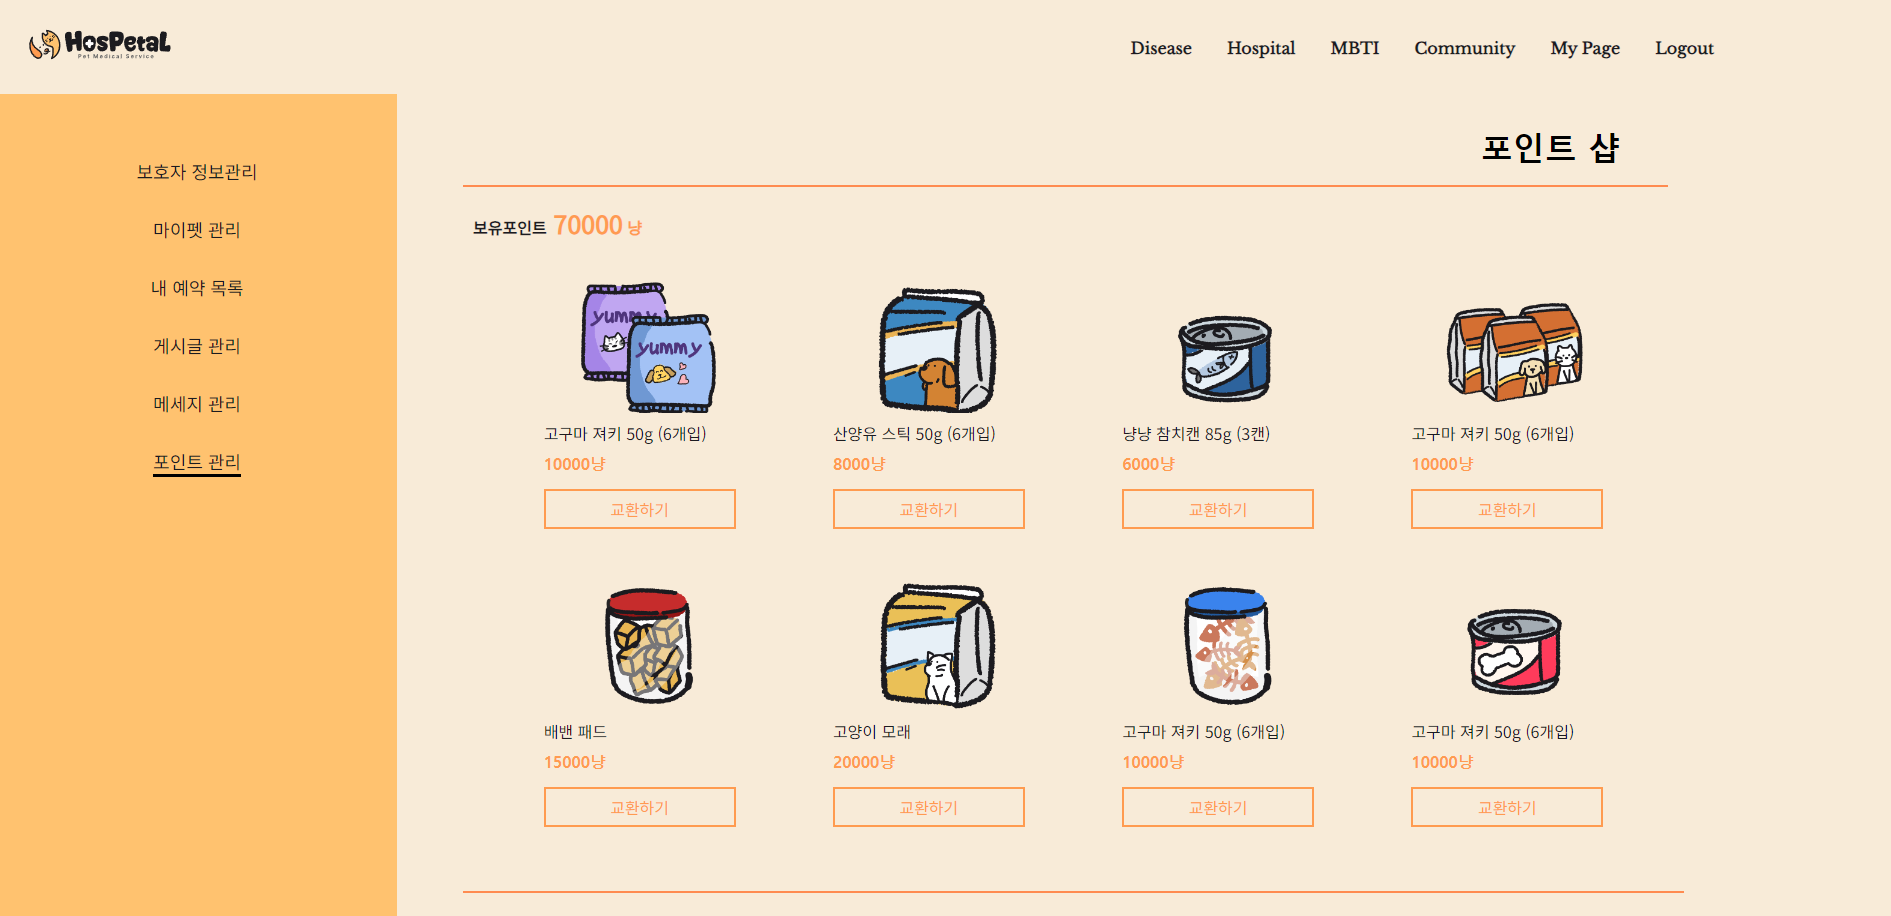 HosPetaL
Pet Medical Service
Disease Hospital MBTI Community My Page Logout
보호자 정보관리
마이펫 관리
내 예약 목록
게시글 관리
메세지 관리
포인트 관리
포인트 샵
보유포인트 70000 냥
yummy
yummy
고구마 져키 50g (6개입)
10000냥
교환하기
산양유 스틱 50g (6개입)
8000냥
교환하기
냥냥 참치캔 85g (3캔)
6000냥
교환하기
고구마 져키 50g (6개입)
10000냥
교환하기
배밴 패드
15000냥
교환하기
고양이 모래
20000냥
교환하기
고구마 져키 50g (6개입)
10000냥
교환하기
고구마 져키 50g (6개입)
10000냥
교환하기